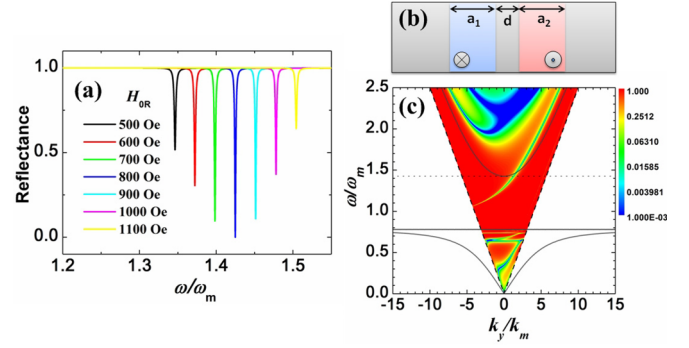 (a)
H0R
500 Oe
600 Oe
700 Oe
800 Oe
900 Oe
1000 Oe
1100 Oe
Reflectance
1.0
0.5
0.0
1.2 1.3 1.4 1.5
ω/ωm
(b)
a1 d a2
(c)
ω/ωm
2.5
2.0
1.5
1.0
0.5
0.0
-15 -10 -5 0 5 10 15
ky/km
1.000
0.2512
0.06310
0.01585
0.003981
1.000E-03